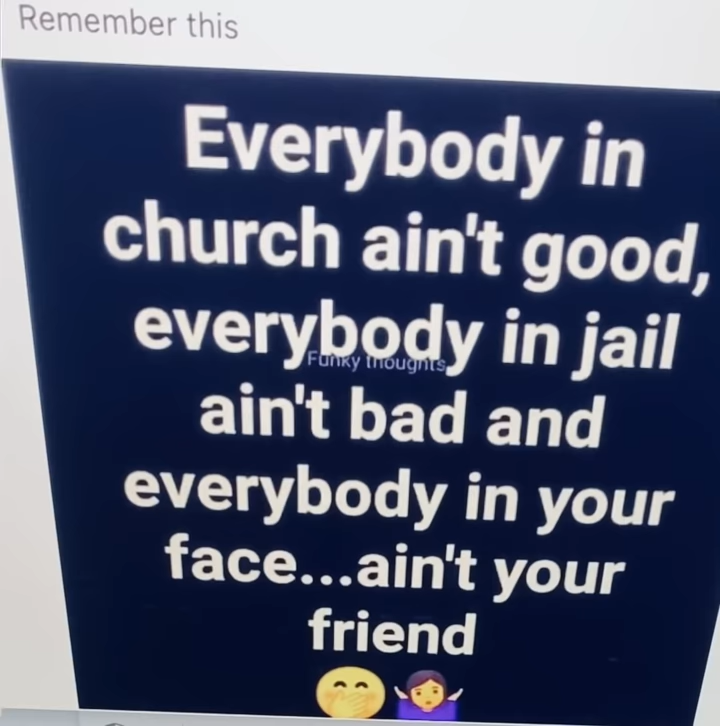 Remember this
Everybody in
church ain't good,
everybody in jail
Funky thoughts
ain't bad and
everybody in your
face...ain't your
friend